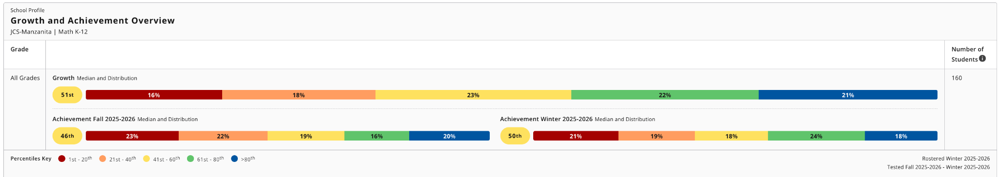 School Profile
Growth and Achievement Overview
JCS-Manzanita | Math K-12
Grade
Number of
Students
All Grades
Growth Median and Distribution
160
51st
16%
18%
23%
22%
21%
Achievement Fall 2025-2026 Median and Distribution
46th
23%
22%
19%
16%
20%
Achievement Winter 2025-2026 Median and Distribution
50th
21%
19%
18%
24%
18%
Percentiles Key
1st - 20th
21st - 40th
41st - 60th
61st - 80th
>80th
Rostered Winter 2025-2026
Tested Fall 2025-2026 - Winter 2025-2026